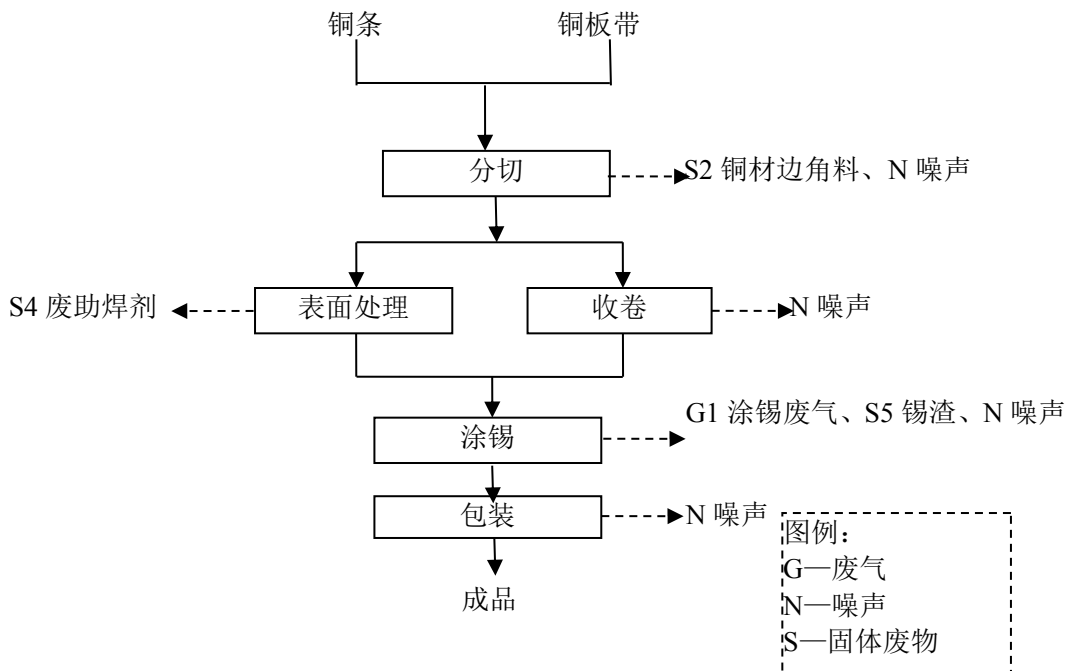 铜条 铜板带
分切
S2 铜材边角料、N 噪声
S4 废助焊剂
表面处理
收卷
N 噪声
涂锡
G1 涂锡废气、S5 锡渣、N 噪声
包装
N 噪声
成品
图例：
G—废气
N—噪声
S—固体废物